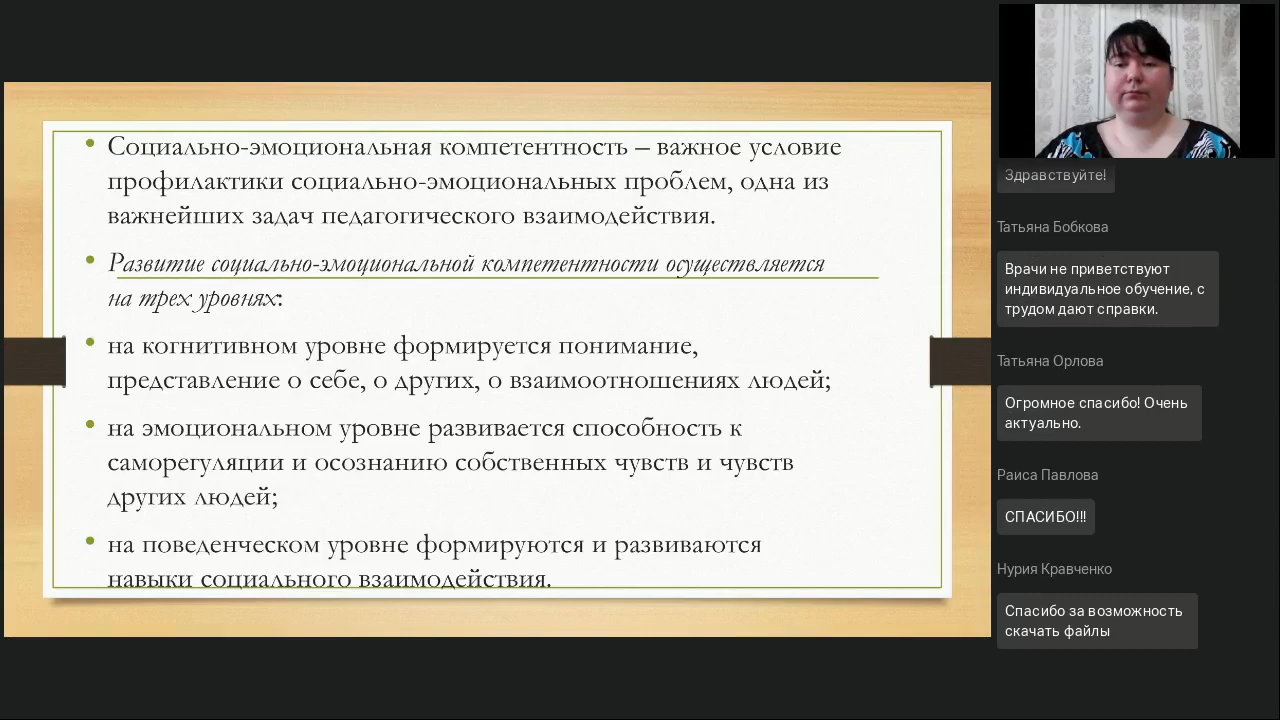 • Социально-эмоциональная компетентность – важное условие
профилактики социально-эмоциональных проблем, одна из
важнейших задач педагогического взаимодействия.
• Развитие социально-эмоциональной компетентности осуществляется
на трех уровнях:
• на когнитивном уровне формируется понимание,
представление о себе, о других, о взаимоотношениях людей;
• на эмоциональном уровне развивается способность к
саморегуляции и осознанию собственных чувств и чувств
других людей;
• на поведенческом уровне формируются и развиваются
навыки социального взаимодействия.
Здравствуйте!
Татьяна Бобкова
Врачи не приветствуют
индивидуальное обучение, с
трудом дают справки.
Татьяна Орлова
Огромное спасибо! Очень
актуально.
Раиса Павлова
СПАСИБО!!!
Нурия Кравченко
Спасибо за возможность
скачать файлы